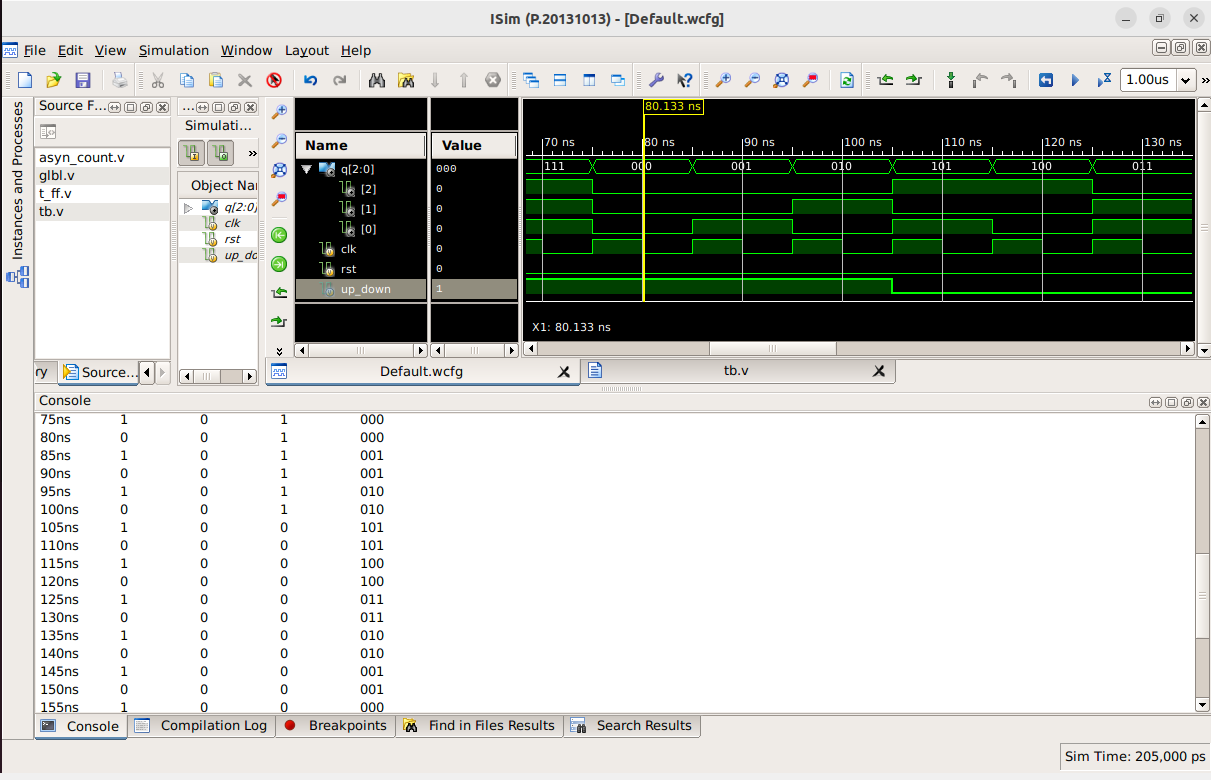 ISim (P.20131013) - [Default.wcfg]
File Edit View Simulation Window Layout Help
1.00us
Instances and Processes
Source F...
asyn_count.v
glbl.v
t_ff.v
tb.v
ry Source...
...
Simulati...
Object Nar
q[2:0]
clk
rst
up_do
Name Value
q[2:0] 000
[2] 0
[1] 0
[0] 0
clk 0
rst 0
up_down 1
80.133 ns
70 ns 80 ns 90 ns 100 ns 110 ns 120 ns 130 ns
111 000 001 010 101 100 011
X1: 80.133 ns
Default.wcfg tb.v
Console
75ns 1 0 1 000
80ns 0 0 1 000
85ns 1 0 1 001
90ns 0 0 1 001
95ns 1 0 1 010
100ns 0 0 1 010
105ns 1 0 0 101
110ns 0 0 0 101
115ns 1 0 0 100
120ns 0 0 0 100
125ns 1 0 0 011
130ns 0 0 0 011
135ns 1 0 0 010
140ns 0 0 0 010
145ns 1 0 0 001
150ns 0 0 0 001
155ns 1 0 0 000
Console Compilation Log Breakpoints Find in Files Results Search Results
Sim Time: 205,000 ps